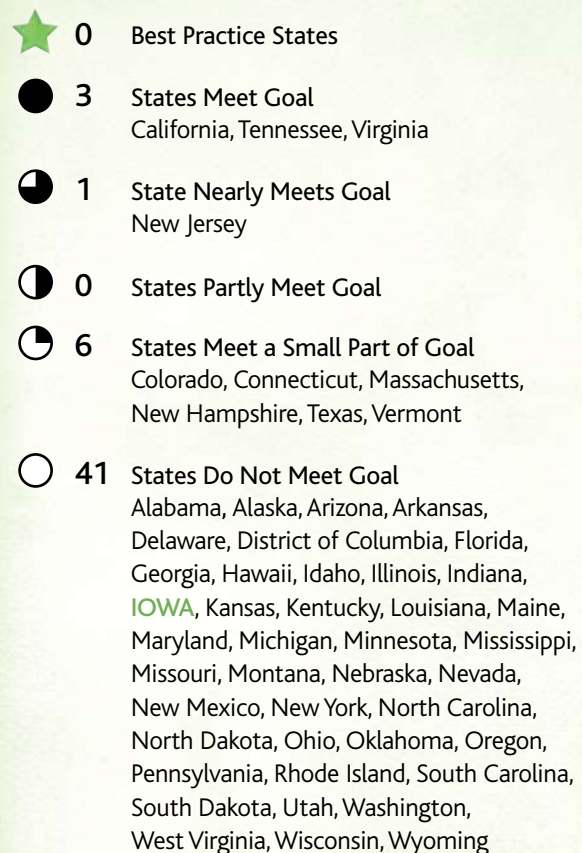 0 Best Practice States
3 States Meet Goal
California, Tennessee, Virginia
1 State Nearly Meets Goal
New Jersey
0 States Partly Meet Goal
6 States Meet a Small Part of Goal
Colorado, Connecticut, Massachusetts,
New Hampshire, Texas, Vermont
41 States Do Not Meet Goal
Alabama, Alaska, Arizona, Arkansas,
Delaware, District of Columbia, Florida,
Georgia, Hawaii, Idaho, Illinois, Indiana,
IOWA, Kansas, Kentucky, Louisiana, Maine,
Maryland, Michigan, Minnesota, Mississippi,
Missouri, Montana, Nebraska, Nevada,
New Mexico, New York, North Carolina,
North Dakota, Ohio, Oklahoma, Oregon,
Pennsylvania, Rhode Island, South Carolina,
South Dakota, Utah, Washington,
West Virginia, Wisconsin, Wyoming